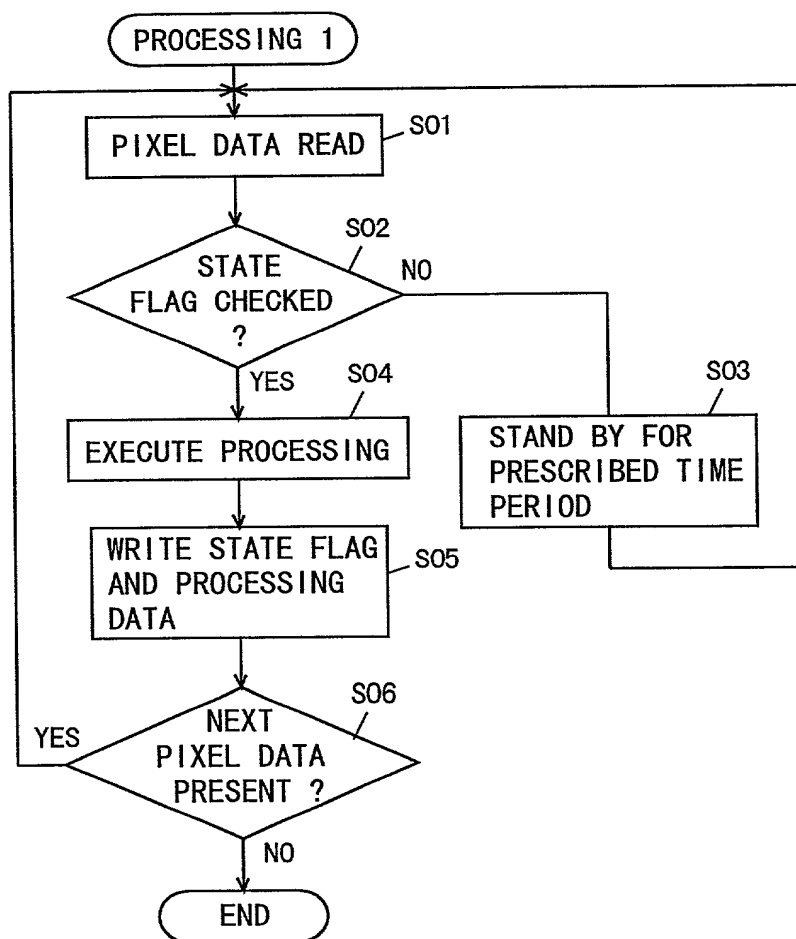 PROCESSING 1
PIXEL DATA READ
S01
S02
STATE
FLAG CHECKED
?
NO
YES
S04
EXECUTE PROCESSING
S03
STAND BY FOR
PRESCRIBED TIME
PERIOD
WRITE STATE FLAG
AND PROCESSING
DATA
S05
S06
NEXT
PIXEL DATA
PRESENT ?
YES
NO
END